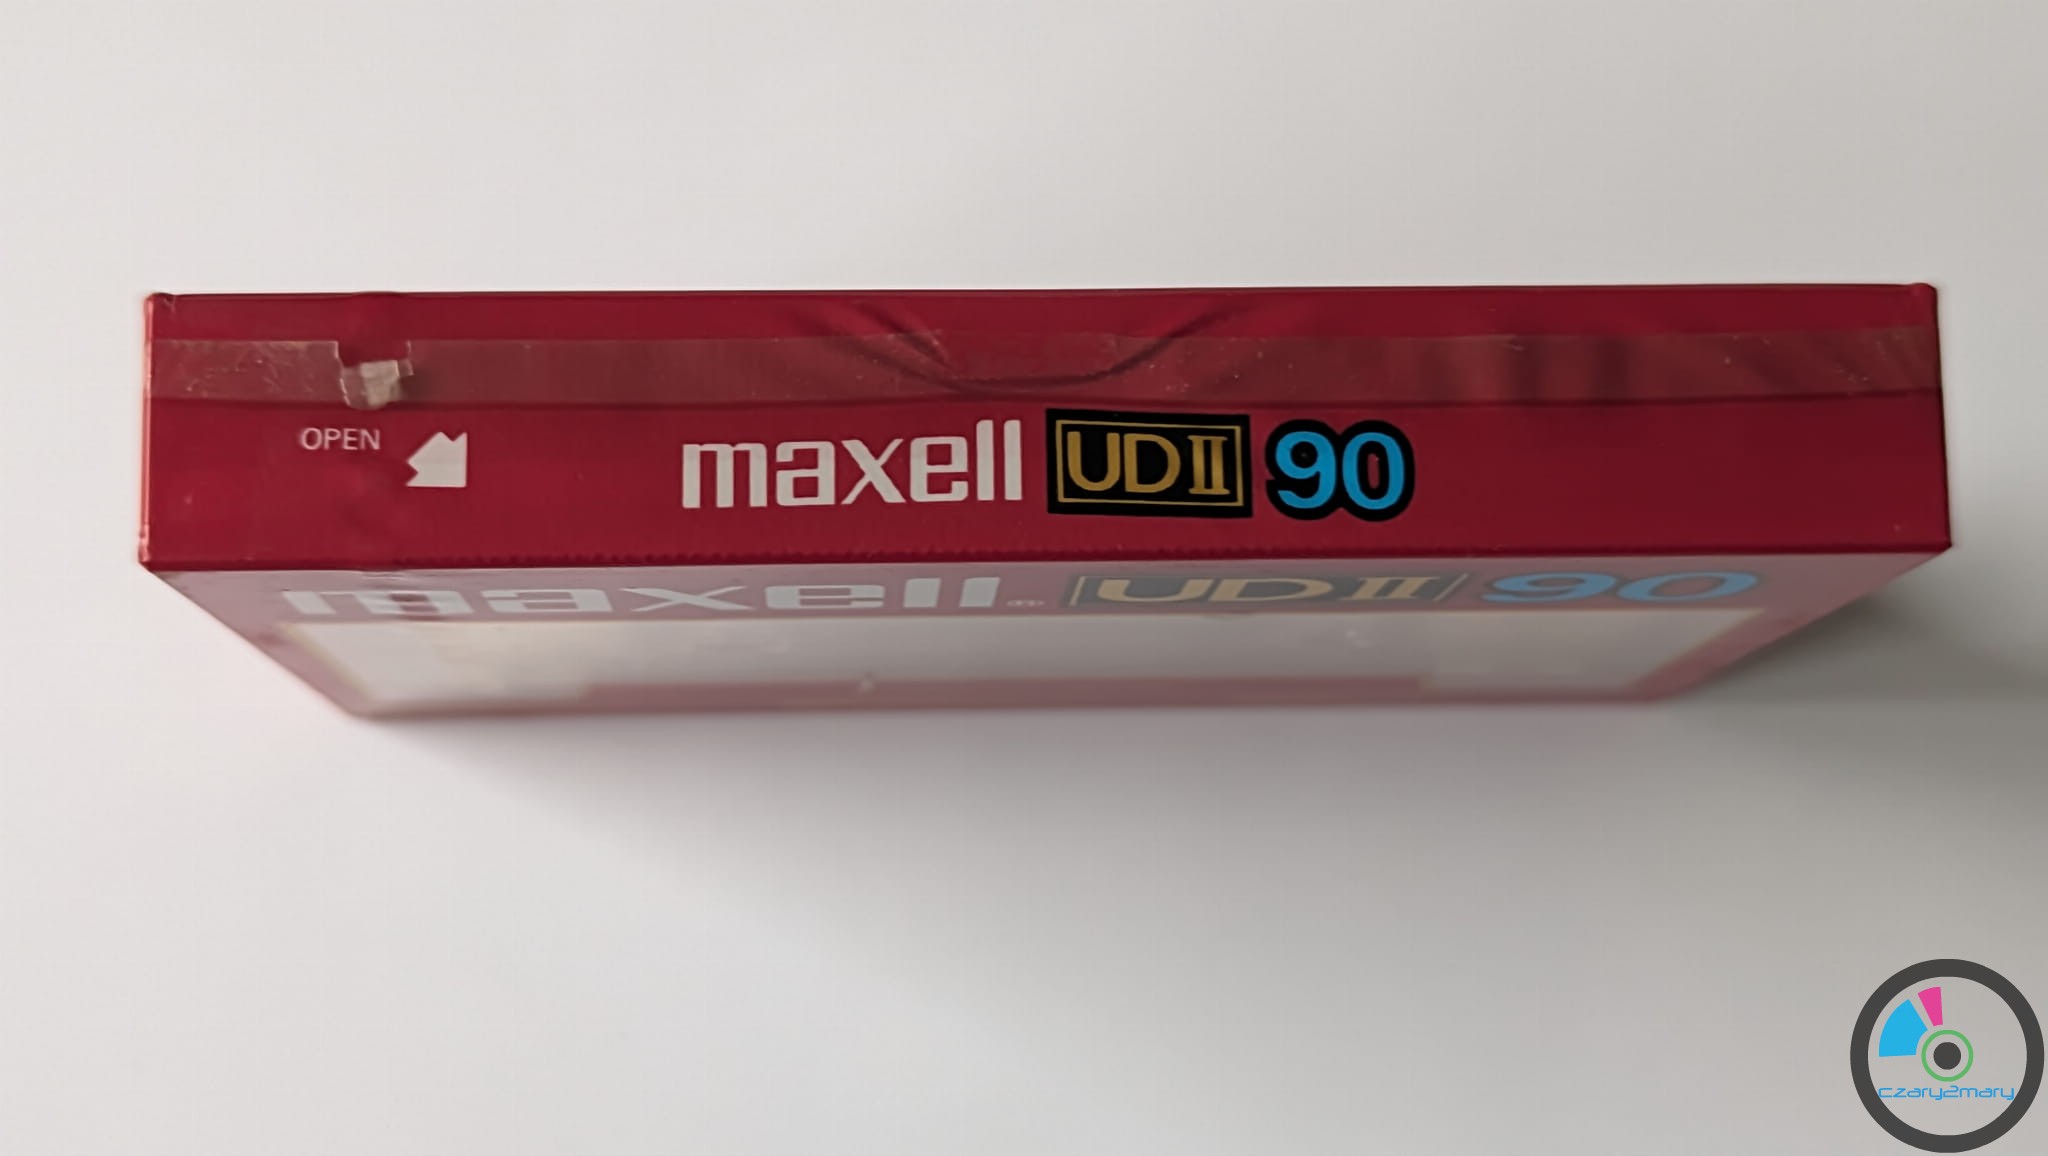 OPEN
maxell UDII 90
maxell® UDII 90
czary2mary